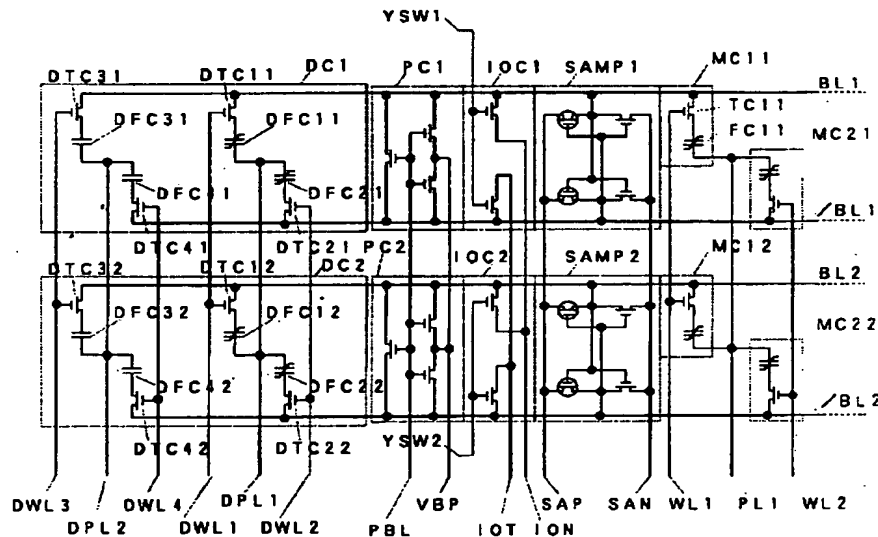 YSW1
DTC31 DTC11 DC1 PC1 IOC1 SAMP1 MC11
BL1
TC11
DFC31 DFC11 FC11
MC21
DFC41 DFC21
/BL1
DTC41 DTC21 PC2 MC12
DTC32 DTC12 DC2 IOC2 SAMP2
BL2
DFC32 DFC12
MC22
DFC42 DFC22
/BL2
DTC42 DTC22 YSW2
DWL3 DWL4 DPL1 VBP SAP SAN WL1 PL1 WL2
DPL2 DWL1 DWL2 PBL IOT ION